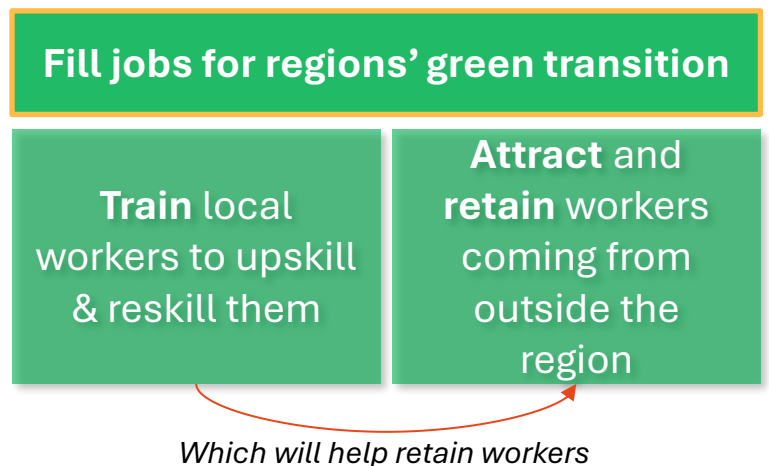 Fill jobs for regions’ green transition
Train local
workers to upskill
& reskill them
Attract and
retain workers
coming from
outside the
region
Which will help retain workers